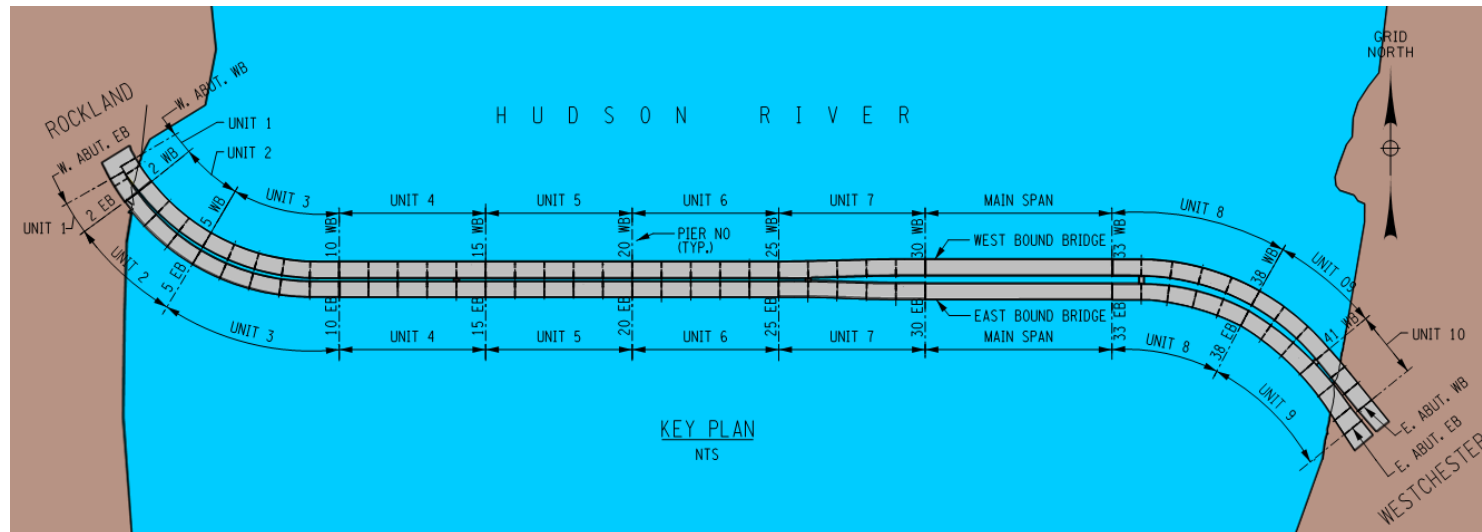 GRID
NORTH
HUDSON RIVER
ROCKLAND
W. ABUT. WB
UNIT 1
UNIT 2
W. ABUT. EB
2 WB
UNIT 3
5 WB
10 WB
UNIT 4
15 WB
UNIT 5
20 WB
UNIT 6
25 WB
UNIT 7
30 WB
MAIN SPAN
33 WB
UNIT 8
38 WB
UNIT 09
41 WB
UNIT 10
PIER NO
(TYP.)
WEST BOUND BRIDGE
EAST BOUND BRIDGE
UNIT 1
2 EB
UNIT 2
5 EB
UNIT 3
10 EB
UNIT 4
15 EB
UNIT 5
20 EB
UNIT 6
25 EB
UNIT 7
30 EB
MAIN SPAN
33 EB
UNIT 8
38 EB
UNIT 9
E. ABUT. WB
E. ABUT. EB
WESTCHESTER
KEY PLAN
NTS